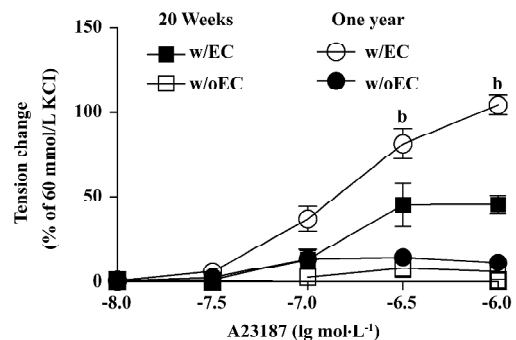 20 Weeks One year
w/EC w/EC
w/oEC w/oEC
150
100
50
0
b b
-8.0 -7.5 -7.0 -6.5 -6.0
Tension change
(% of 60 mmol/L KCl)
A23187 (lg mol·L⁻¹)